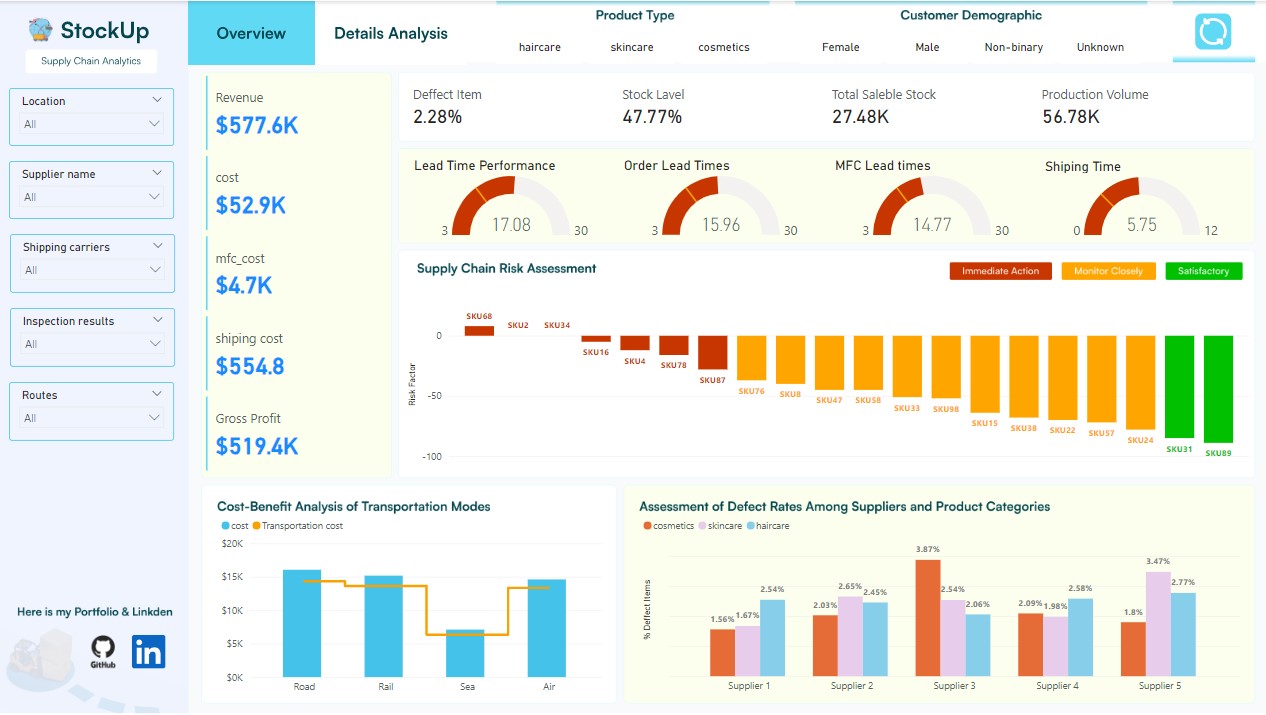 StockUp
Supply Chain Analytics
Location
All
Supplier name
All
Shipping carriers
All
Inspection results
All
Routes
All
Here is my Portfolio & Linkden
GitHub
in
Overview
Details Analysis
Product Type
haircare skincare cosmetics
Customer Demographic
Female Male Non-binary Unknown
Revenue
$577.6K
cost
$52.9K
mfc_cost
$4.7K
shiping cost
$554.8
Gross Profit
$519.4K
Deffect Item
2.28%
Stock Lavel
47.77%
Total Saleble Stock
27.48K
Production Volume
56.78K
Lead Time Performance
3 17.08 30
Order Lead Times
3 15.96 30
MFC Lead times
3 14.77 30
Shiping Time
0 5.75 12
Supply Chain Risk Assessment
Immediate Action Monitor Closely Satisfactory
Risk Factor
0
-50
-100
SKU68
SKU2
SKU34
SKU16
SKU4
SKU78
SKU87
SKU76
SKU8
SKU47
SKU58
SKU33
SKU98
SKU15
SKU38
SKU22
SKU57
SKU24
SKU31
SKU89
Cost-Benefit Analysis of Transportation Modes
cost Transportation cost
$20K
$15K
$10K
$5K
$0K
Road Rail Sea Air
Assessment of Defect Rates Among Suppliers and Product Categories
cosmetics skincare haircare
% Defect Items
1.56% 1.67% 2.54%
2.03% 2.65% 2.45%
3.87% 2.54% 2.06%
2.09% 1.98% 2.58%
1.8% 3.47% 2.77%
Supplier 1 Supplier 2 Supplier 3 Supplier 4 Supplier 5